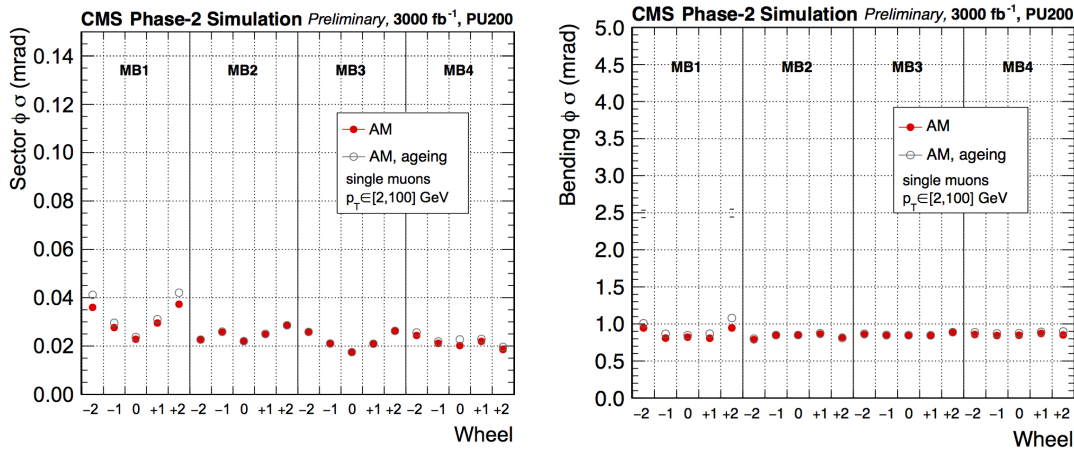 CMS Phase-2 Simulation Preliminary, 3000 fb⁻¹, PU200
Sector ϕ σ (mrad)
0.14
0.12
0.10
0.08
0.06
0.04
0.02
0.00
MB1 MB2 MB3 MB4
AM
AM, ageing
single muons
p_T∈[2,100] GeV
−2 −1 0 +1 +2 −2 −1 0 +1 +2 −2 −1 0 +1 +2 −2 −1 0 +1 +2
Wheel
CMS Phase-2 Simulation Preliminary, 3000 fb⁻¹, PU200
Bending ϕ σ (mrad)
5.0
4.5
4.0
3.5
3.0
2.5
2.0
1.5
1.0
0.5
0.0
MB1 MB2 MB3 MB4
AM
AM, ageing
single muons
p_T∈[2,100] GeV
−2 −1 0 +1 +2 −2 −1 0 +1 +2 −2 −1 0 +1 +2 −2 −1 0 +1 +2
Wheel